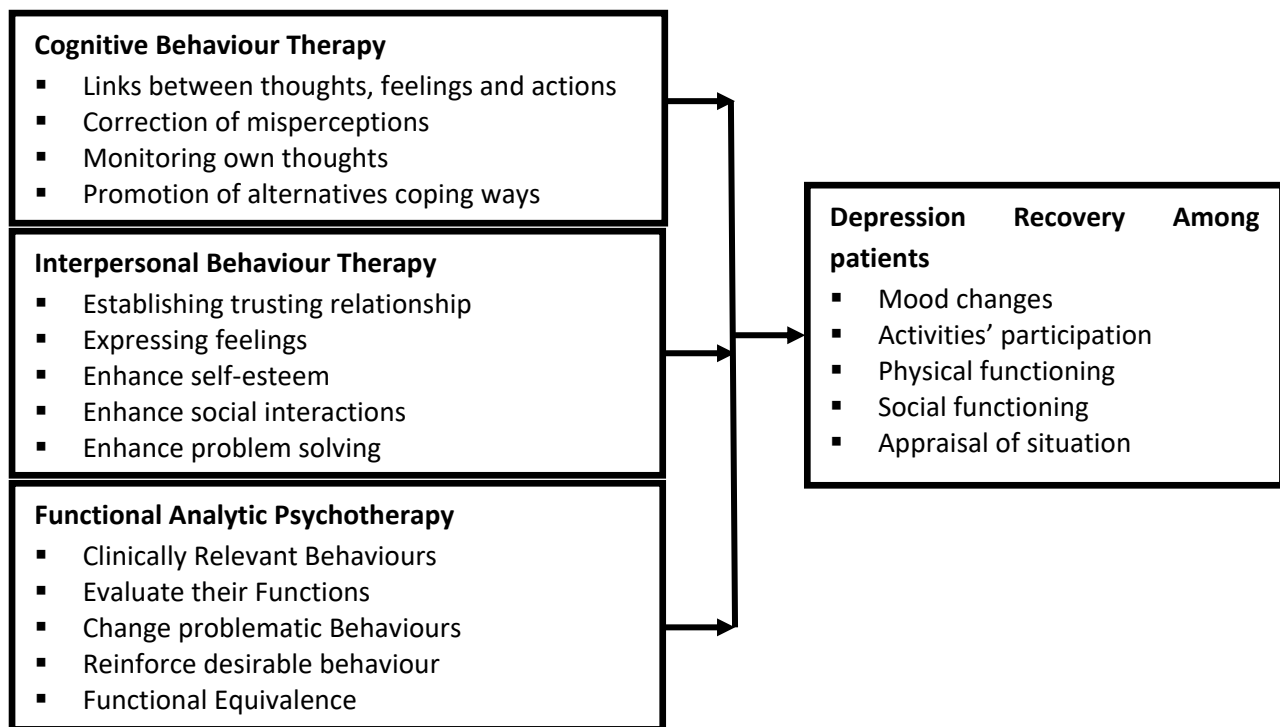 Cognitive Behaviour Therapy
▪ Links between thoughts, feelings and actions
▪ Correction of misperceptions
▪ Monitoring own thoughts
▪ Promotion of alternatives coping ways
Interpersonal Behaviour Therapy
▪ Establishing trusting relationship
▪ Expressing feelings
▪ Enhance self-esteem
▪ Enhance social interactions
▪ Enhance problem solving
Functional Analytic Psychotherapy
▪ Clinically Relevant Behaviours
▪ Evaluate their Functions
▪ Change problematic Behaviours
▪ Reinforce desirable behaviour
▪ Functional Equivalence
Depression Recovery Among
patients
▪ Mood changes
▪ Activities’ participation
▪ Physical functioning
▪ Social functioning
▪ Appraisal of situation